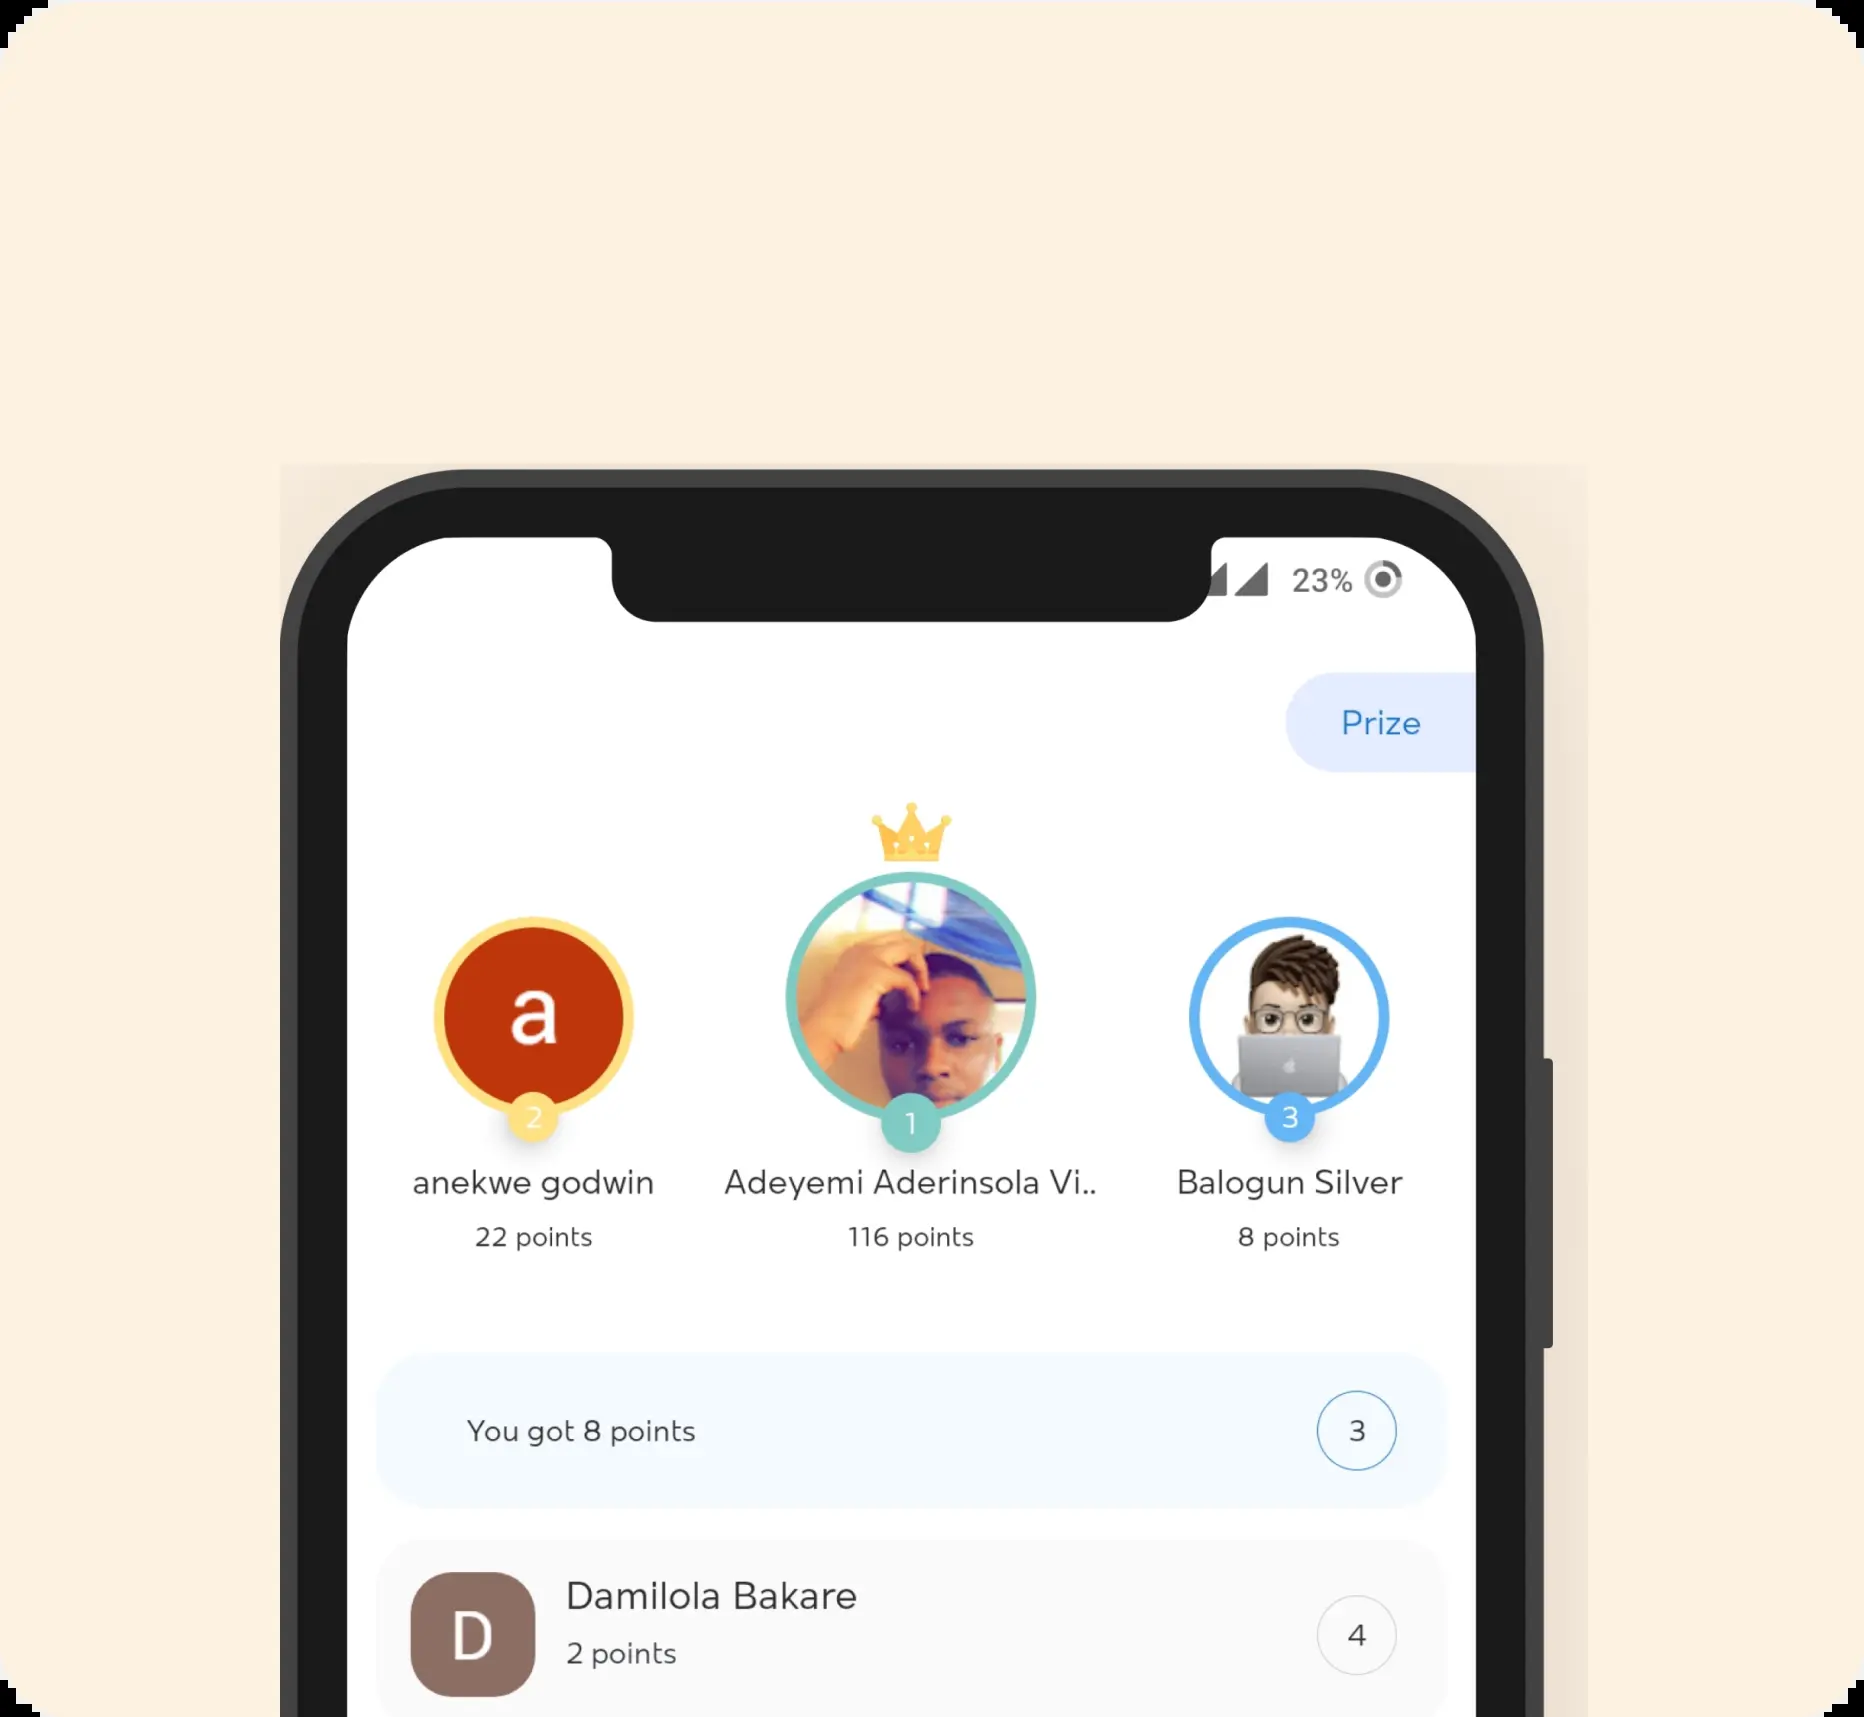 23%
Prize
a
2
1
3
anekwe godwin
Adeyemi Aderinsola Vi..
Balogun Silver
22 points
116 points
8 points
You got 8 points
3
D
Damilola Bakare
2 points
4